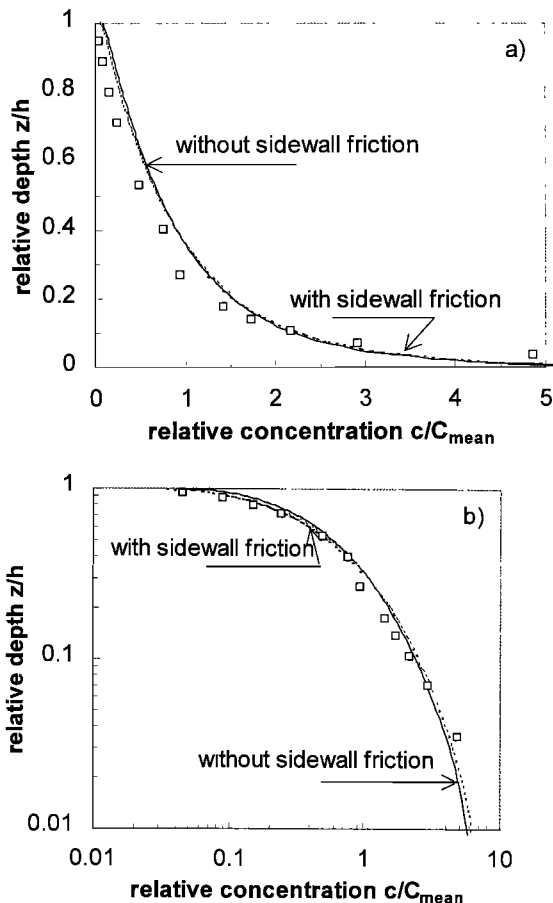 a)
1
0.8
0.6
0.4
0.2
0
relative depth z/h
without sidewall friction
with sidewall friction
0 1 2 3 4 5
relative concentration c/Cmean
b)
1
0.1
0.01
relative depth z/h
with sidewall friction
without sidewall friction
0.01 0.1 1 10
relative concentration c/Cmean